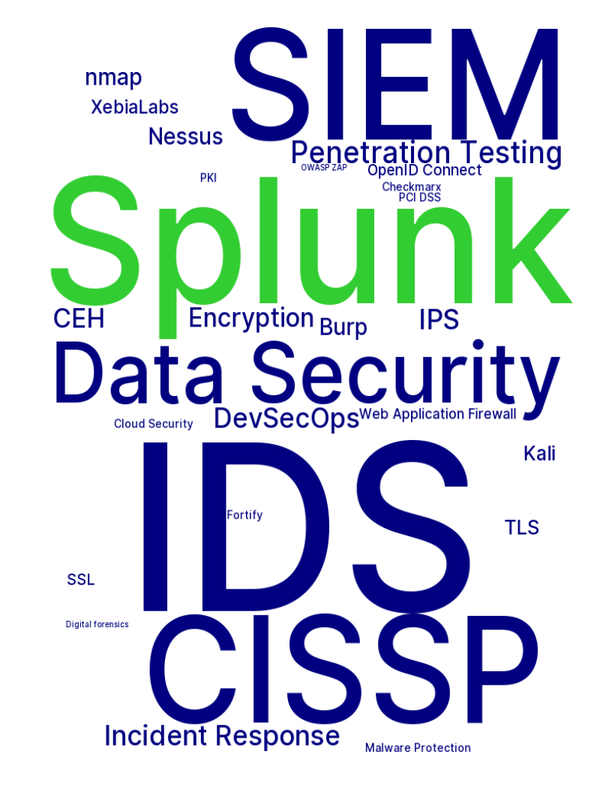 SIEM
nmap
XebiaLabs
Nessus
Penetration Testing
OWASP ZAP
OpenID Connect
PKI
Checkmarx
PCI DSS
Splunk
CEH
Encryption
Burp
IPS
Data Security
DevSecOps
Web Application Firewall
Cloud Security
IDS
Kali
Fortify
TLS
SSL
Digital forensics
CISSP
Incident Response
Malware Protection